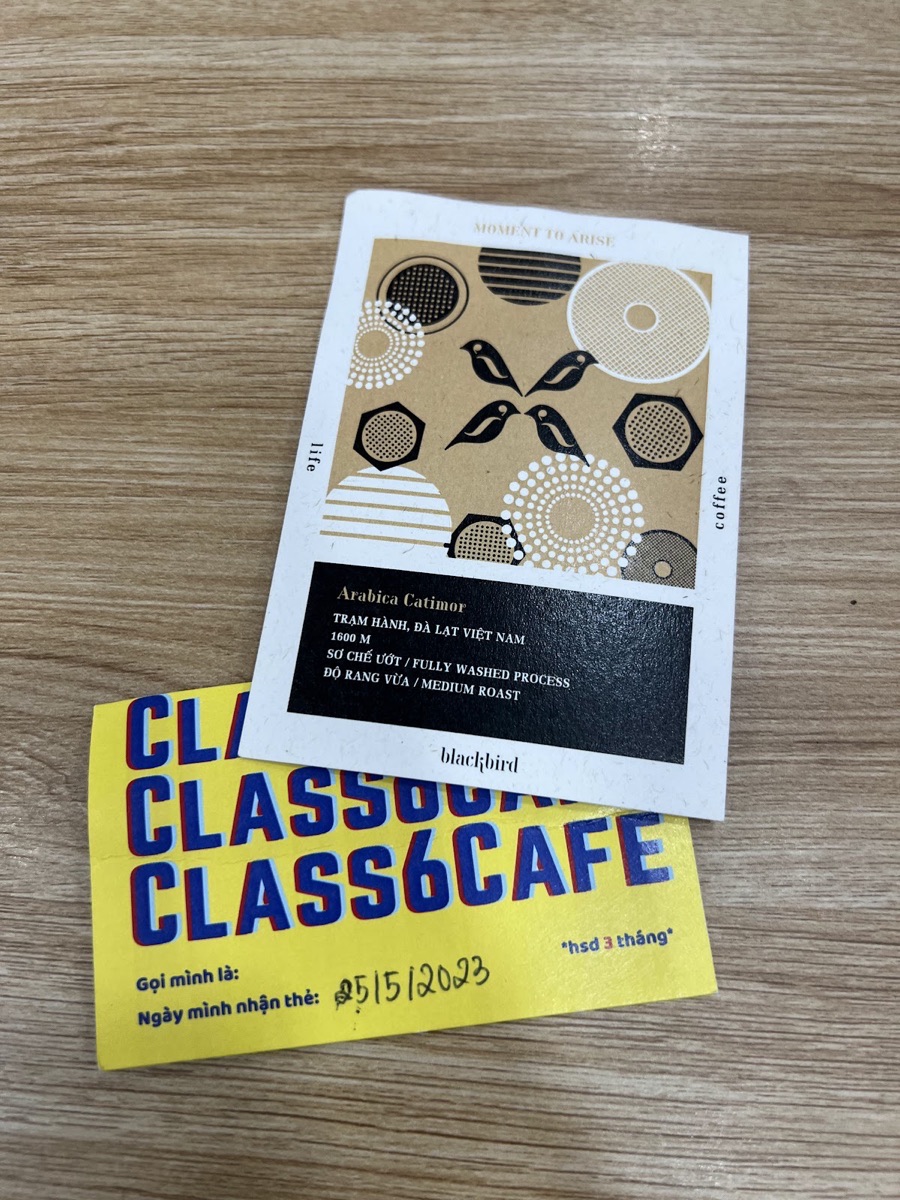 MOMENT TO ARISE
life
coffee
Arabica Catimor
TRẠM HÀNH, ĐÀ LẠT VIỆT NAM
1600 M
SƠ CHẾ ƯỚT / FULLY WASHED PROCESS
ĐỘ RANG VỪA / MEDIUM ROAST
blackbird
CLASS6CAFE
CLASS6CAFE
*hsd 3 tháng*
Gọi mình là:
Ngày mình nhận thẻ: 25/5/2023